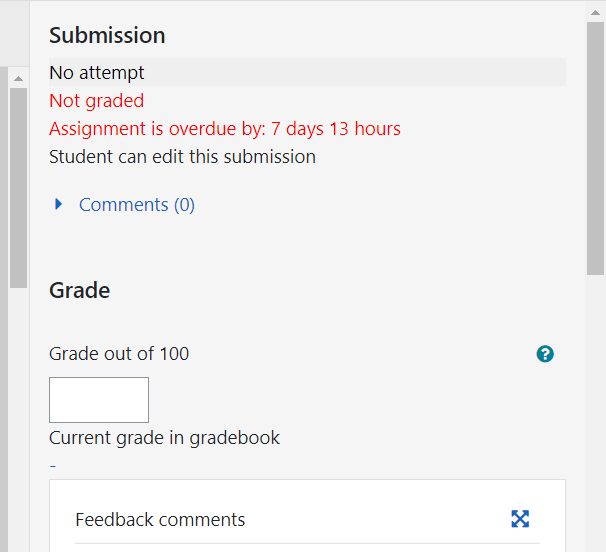 Submission
No attempt
Not graded
Assignment is overdue by: 7 days 13 hours
Student can edit this submission
Comments (0)
Grade
Grade out of 100
?
Current grade in gradebook
-
Feedback comments